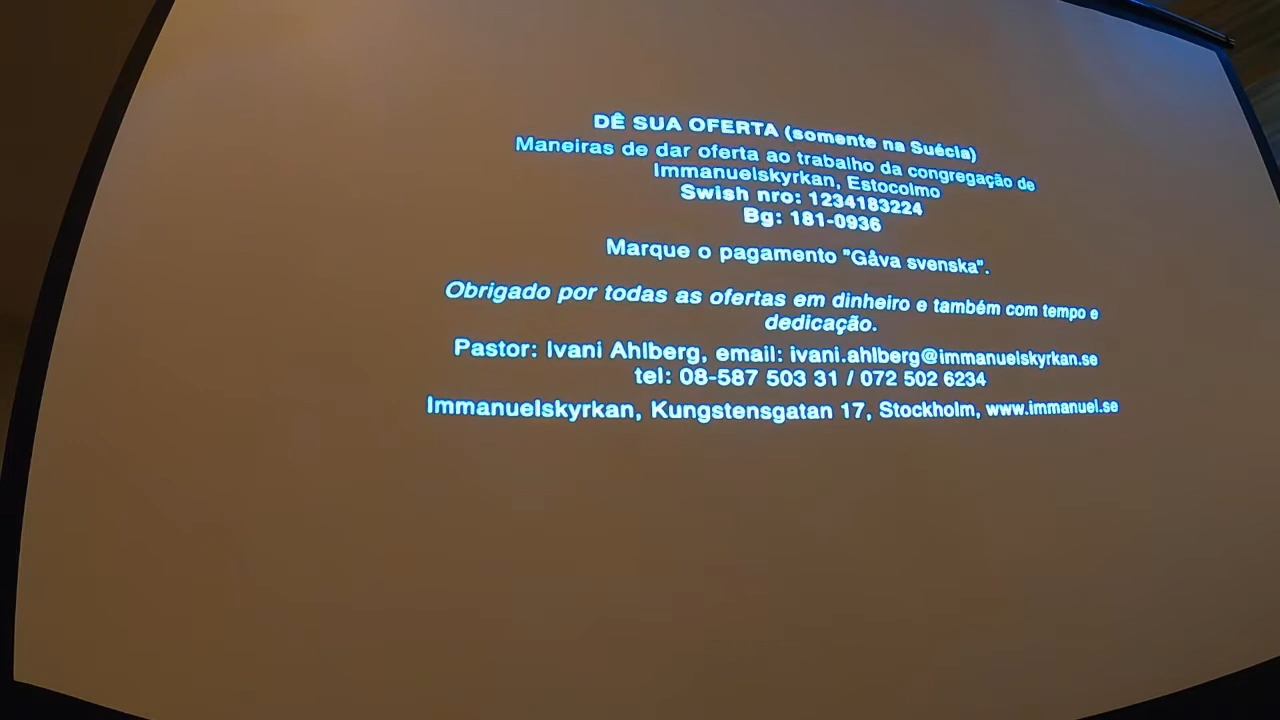 DÊ SUA OFERTA (somente na Suécia)
Maneiras de dar oferta ao trabalho da congregação de
Immanuelskyrkan, Estocolmo
Swish nro: 1234183224
Bg: 181-0936
Marque o pagamento "Gåva svenska".
Obrigado por todas as ofertas em dinheiro e também com tempo e
dedicação.
Pastor: Ivani Ahlberg, email: ivani.ahlberg@immanuelskyrkan.se
tel: 08-587 503 31 / 072 502 6234
Immanuelskyrkan, Kungstensgatan 17, Stockholm, www.immanuel.se